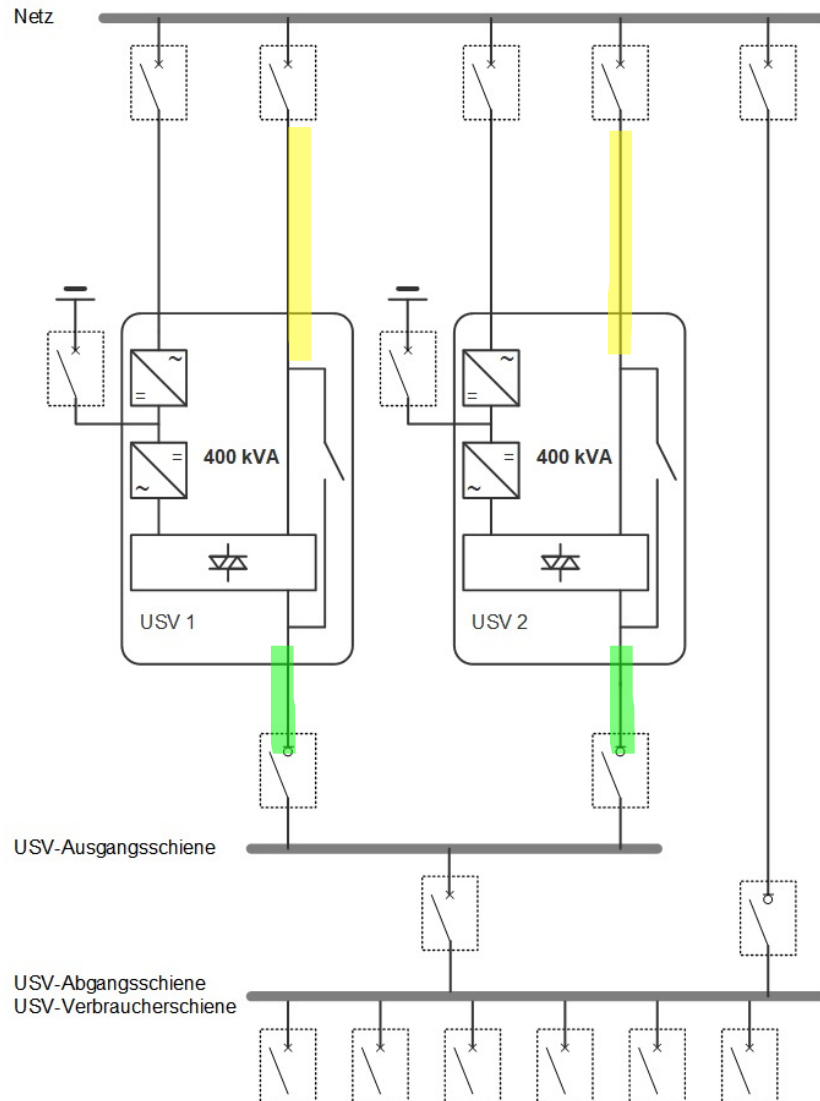 Netz
400 kVA
400 kVA
USV 1
USV 2
USV-Ausgangsschiene
USV-Abgangsschiene
USV-Verbraucherschiene